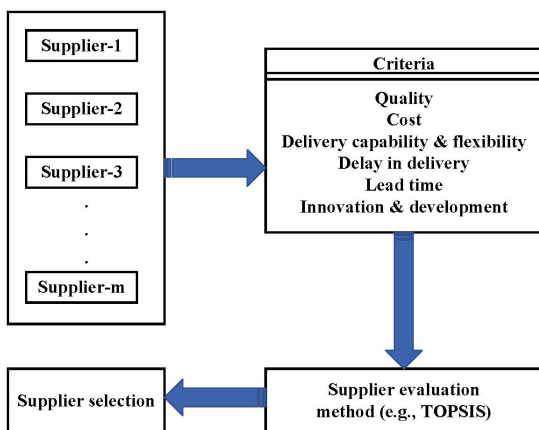 Supplier-1
Supplier-2
Supplier-3
.
.
.
Supplier-m
Criteria
Quality
Cost
Delivery capability & flexibility
Delay in delivery
Lead time
Innovation & development
Supplier evaluation
method (e.g., TOPSIS)
Supplier selection